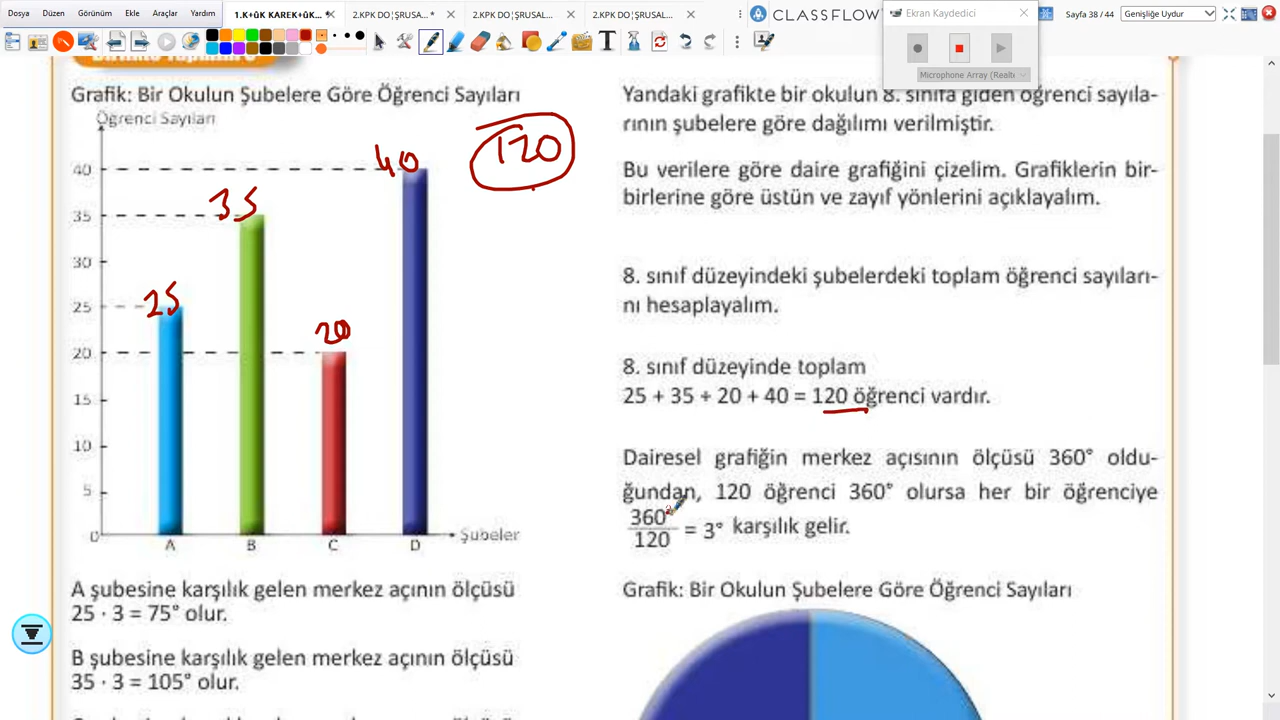 Dosya Düzen Görünüm Ekle Araçlar Yardım
1.K+ûK KAREK+ûK...*
2.KPK DO¦ŞRUSA...*
2.KPK DO¦ŞRUSAL...
2.KPK DO¦ŞRUSAL...
CLASSFLOW
Ekran Kaydedici
Microphone Array (Realte
Sayfa 38 / 44
Genişliğe Uydur
Grafik: Bir Okulun Şubelere Göre Öğrenci Sayıları
Öğrenci Sayıları
120
40
35
30
25
20
15
10
5
0
25
35
20
40
A B C D
Şubeler
A şubesine karşılık gelen merkez açının ölçüsü
25 · 3 = 75° olur.
B şubesine karşılık gelen merkez açının ölçüsü
35 · 3 = 105° olur.
Yandaki grafikte bir okulun 8. sınıfa giden öğrenci sayıla-
rının şubelere göre dağılımı verilmiştir.
Bu verilere göre daire grafiğini çizelim. Grafiklerin bir-
birlerine göre üstün ve zayıf yönlerini açıklayalım.
8. sınıf düzeyindeki şubelerdeki toplam öğrenci sayıları-
nı hesaplayalım.
8. sınıf düzeyinde toplam
25 + 35 + 20 + 40 = 120 öğrenci vardır.
Dairesel grafiğin merkez açısının ölçüsü 360° oldu-
ğundan, 120 öğrenci 360° olursa her bir öğrenciye
360°
120
= 3° karşılık gelir.
Grafik: Bir Okulun Şubelere Göre Öğrenci Sayıları